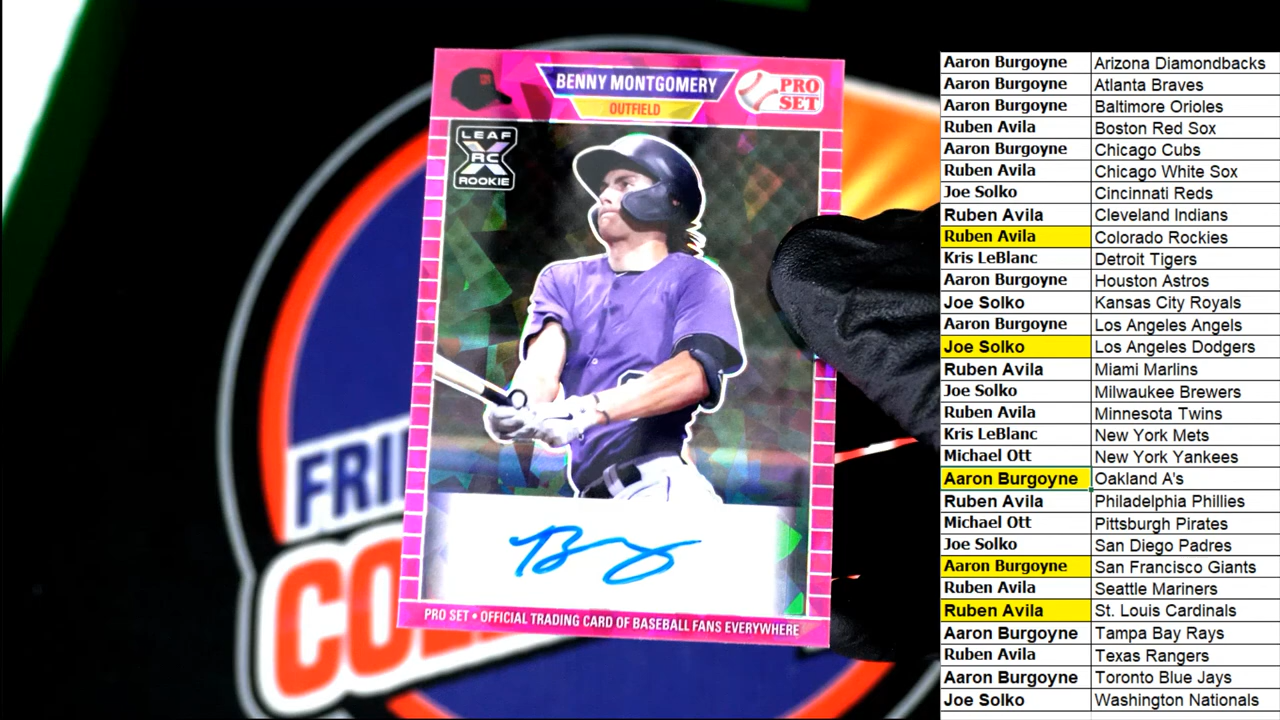 BENNY MONTGOMERY
OUTFIELD
PRO
SET
LEAF
RC
ROOKIE
PRO SET • OFFICIAL TRADING CARD OF BASEBALL FANS EVERYWHERE
FRI
CO
Aaron Burgoyne Arizona Diamondbacks
Aaron Burgoyne Atlanta Braves
Aaron Burgoyne Baltimore Orioles
Ruben Avila Boston Red Sox
Aaron Burgoyne Chicago Cubs
Ruben Avila Chicago White Sox
Joe Solko Cincinnati Reds
Ruben Avila Cleveland Indians
Ruben Avila Colorado Rockies
Kris LeBlanc Detroit Tigers
Aaron Burgoyne Houston Astros
Joe Solko Kansas City Royals
Aaron Burgoyne Los Angeles Angels
Joe Solko Los Angeles Dodgers
Ruben Avila Miami Marlins
Joe Solko Milwaukee Brewers
Ruben Avila Minnesota Twins
Kris LeBlanc New York Mets
Michael Ott New York Yankees
Aaron Burgoyne Oakland A's
Ruben Avila Philadelphia Phillies
Michael Ott Pittsburgh Pirates
Joe Solko San Diego Padres
Aaron Burgoyne San Francisco Giants
Ruben Avila Seattle Mariners
Ruben Avila St. Louis Cardinals
Aaron Burgoyne Tampa Bay Rays
Ruben Avila Texas Rangers
Aaron Burgoyne Toronto Blue Jays
Joe Solko Washington Nationals